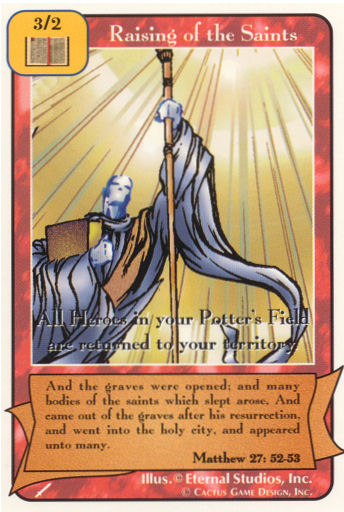 3/2
Raising of the Saints
All Heroes in your Potter's Field
are returned to your territory
And the graves were opened; and many
bodies of the saints which slept arose, And
came out of the graves after his resurrection,
and went into the holy city, and appeared
unto many.
Matthew 27: 52-53
Illus. © Eternal Studios, Inc.
© Cactus Game Design, Inc.